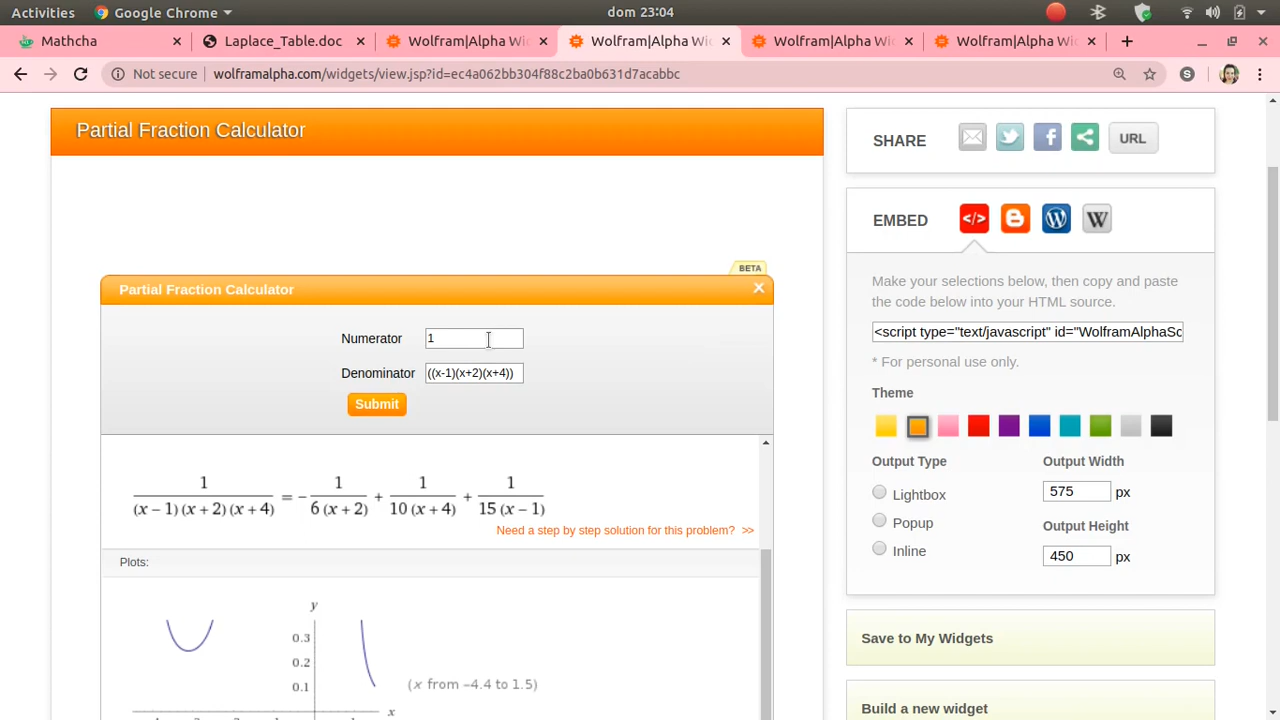 Activities Google Chrome dom 23:04
Mathcha Laplace_Table.doc Wolfram|Alpha Wi Wolfram|Alpha Wi Wolfram|Alpha Wi Wolfram|Alpha Wi
Not secure wolframalpha.com/widgets/view.jsp?id=ec4a062bb304f88c2ba0b631d7acabbc
Partial Fraction Calculator
BETA
Partial Fraction Calculator
Numerator 1
Denominator ((x-1)(x+2)(x+4))
Submit
1/((x − 1)(x + 2)(x + 4)) = − 1/(6 (x + 2)) + 1/(10 (x + 4)) + 1/(15 (x − 1))
Need a step by step solution for this problem? >>
Plots:
y
0.3
0.2
0.1
(x from −4.4 to 1.5)
x
SHARE URL
EMBED </> W
Make your selections below, then copy and paste
the code below into your HTML source.
<script type="text/javascript" id="WolframAlphaSc
* For personal use only.
Theme
Output Type Output Width
Lightbox 575 px
Popup Output Height
Inline 450 px
Save to My Widgets
Build a new widget